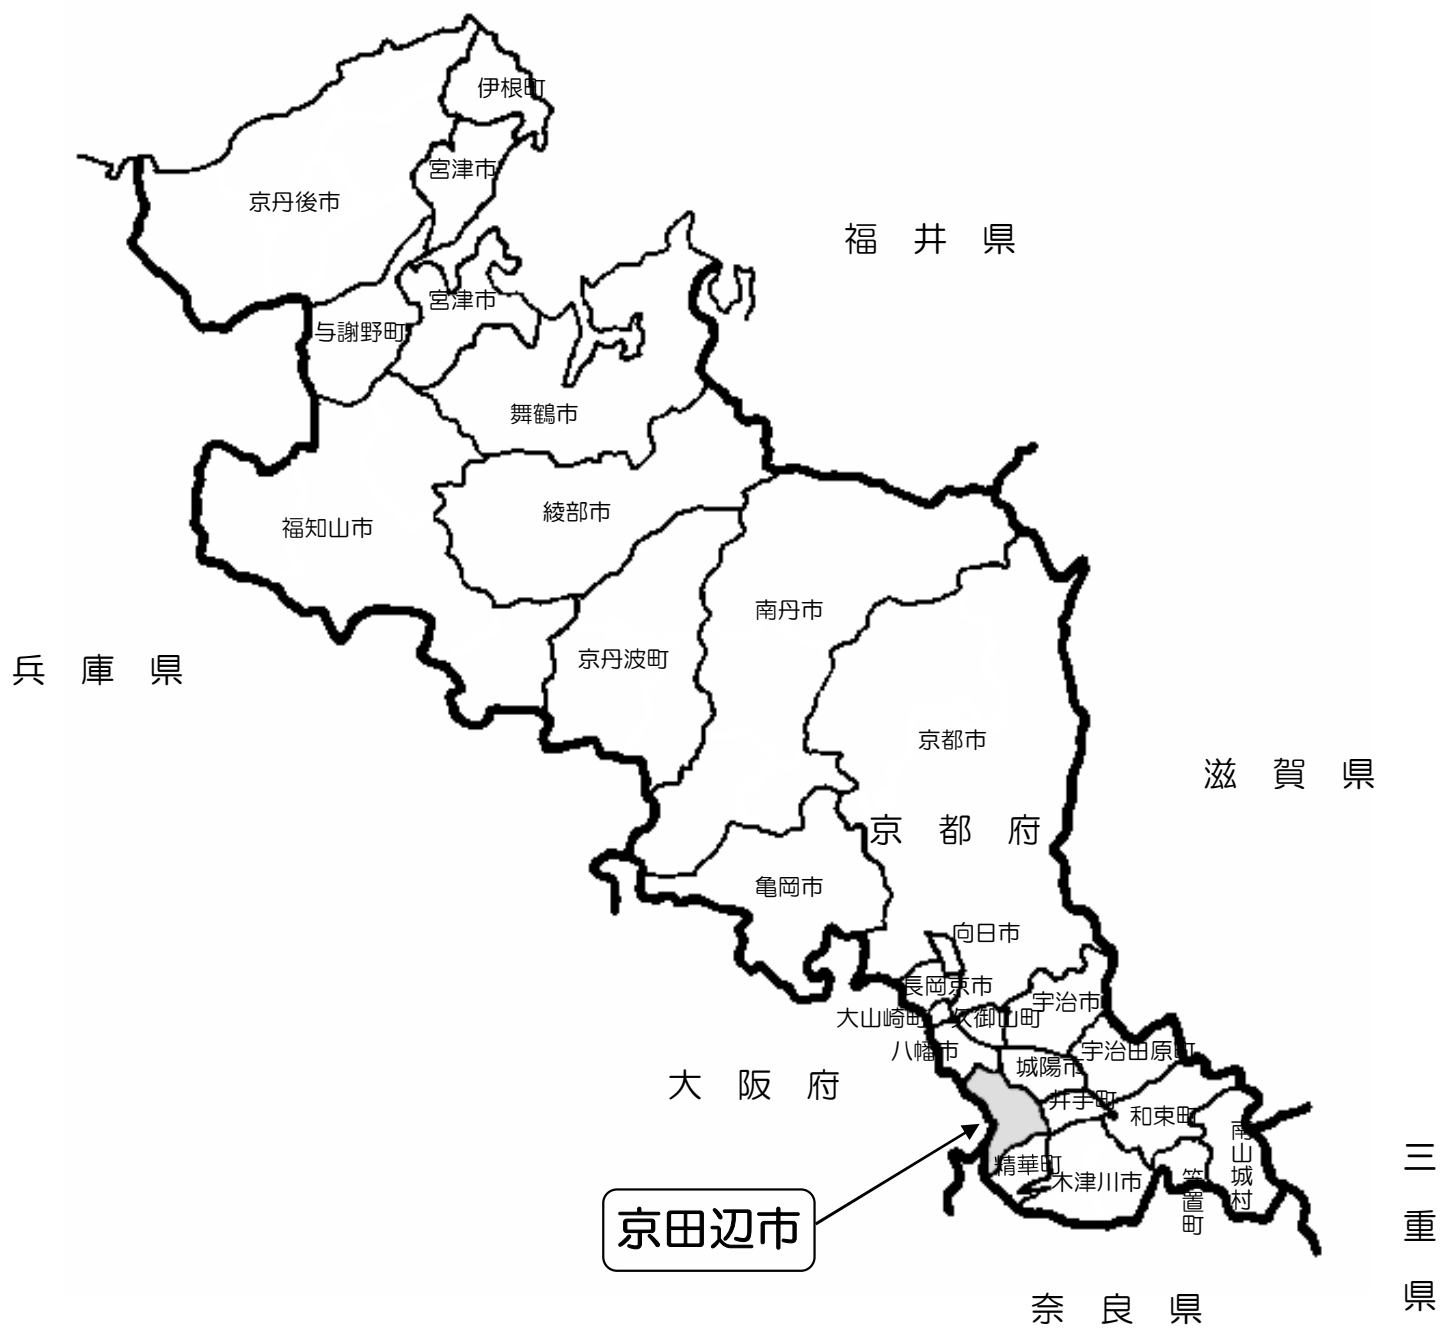 伊根町
宮津市
京丹後市
福井県
宮津市
与謝野町
舞鶴市
綾部市
福知山市
南丹市
京丹波町
兵庫県
京都市
滋賀県
京都府
亀岡市
向日市
長岡京市
宇治市
大山崎町
久御山町
八幡市
宇治田原町
城陽市
大阪府
井手町
和束町
南山城村
精華町
木津川市
笠置町
三重県
京田辺市
奈良県